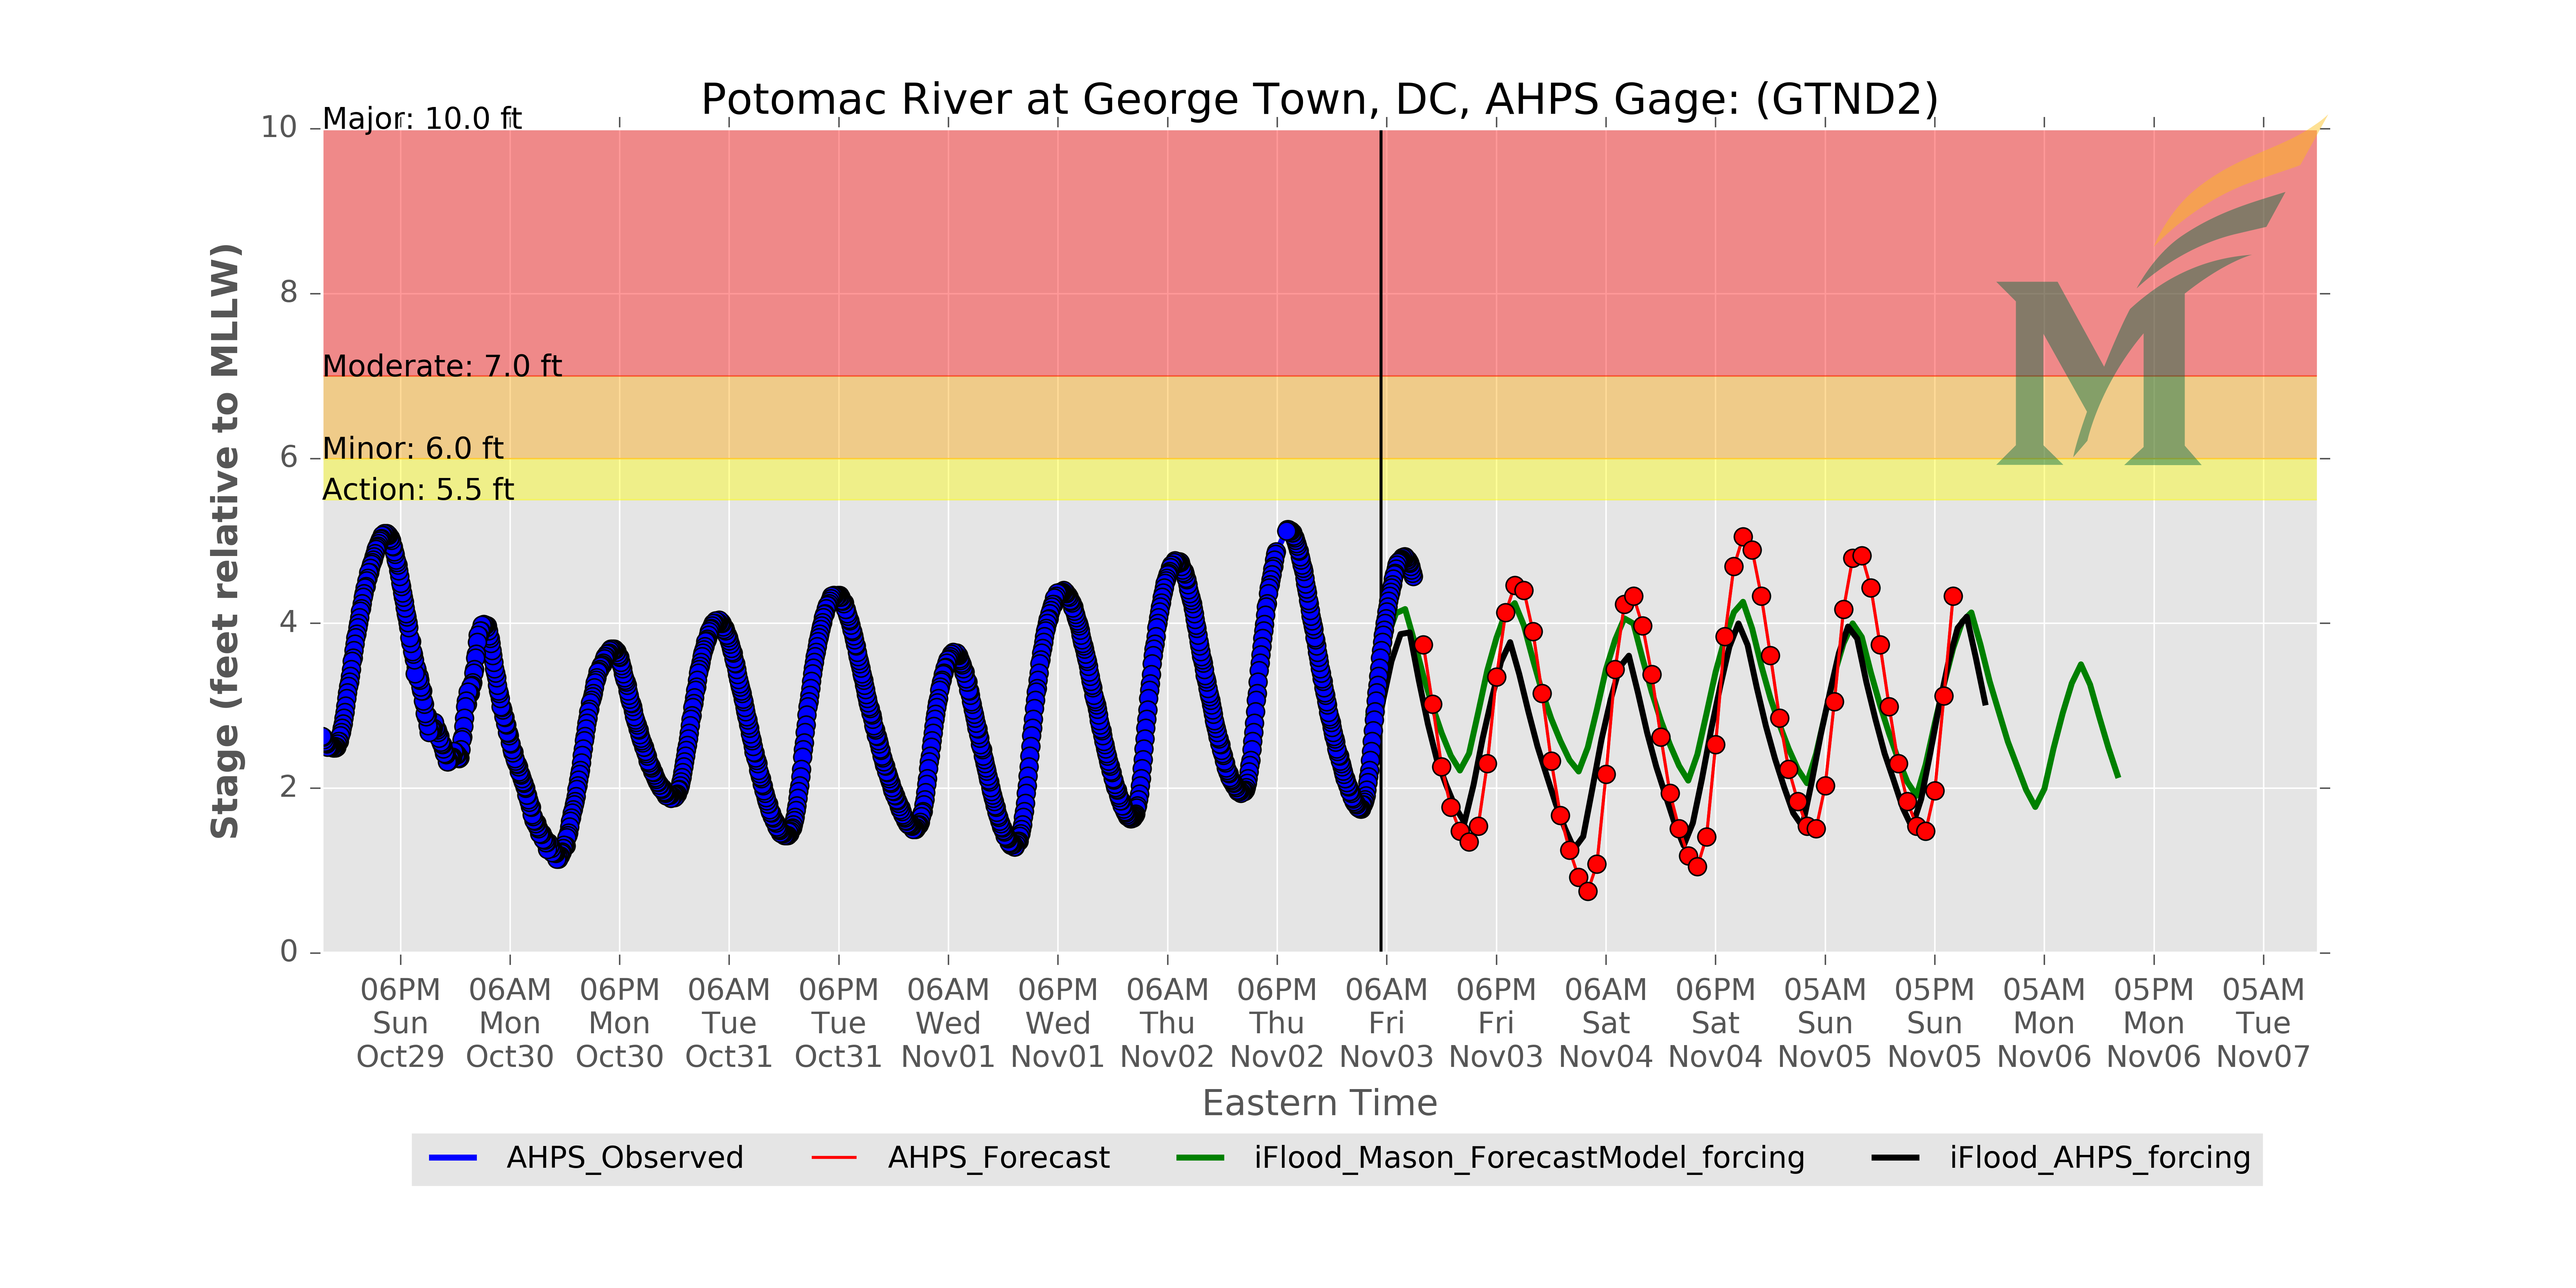 Potomac River at George Town, DC, AHPS Gage: (GTND2)
Major: 10.0 ft
Moderate: 7.0 ft
Minor: 6.0 ft
Action: 5.5 ft
Stage (feet relative to MLLW)
10
8
6
4
2
0
06PM 06AM 06PM 06AM 06PM 06AM 06PM 06AM 06PM 06AM 06PM 06AM 06PM 05AM 05PM 05AM 05PM 05AM
Sun Mon Mon Tue Tue Wed Wed Thu Thu Fri Fri Sat Sat Sun Sun Mon Mon Tue
Oct29 Oct30 Oct30 Oct31 Oct31 Nov01 Nov01 Nov02 Nov02 Nov03 Nov03 Nov04 Nov04 Nov05 Nov05 Nov06 Nov06 Nov07
Eastern Time
AHPS_Observed AHPS_Forecast iFlood_Mason_ForecastModel_forcing iFlood_AHPS_forcing
M